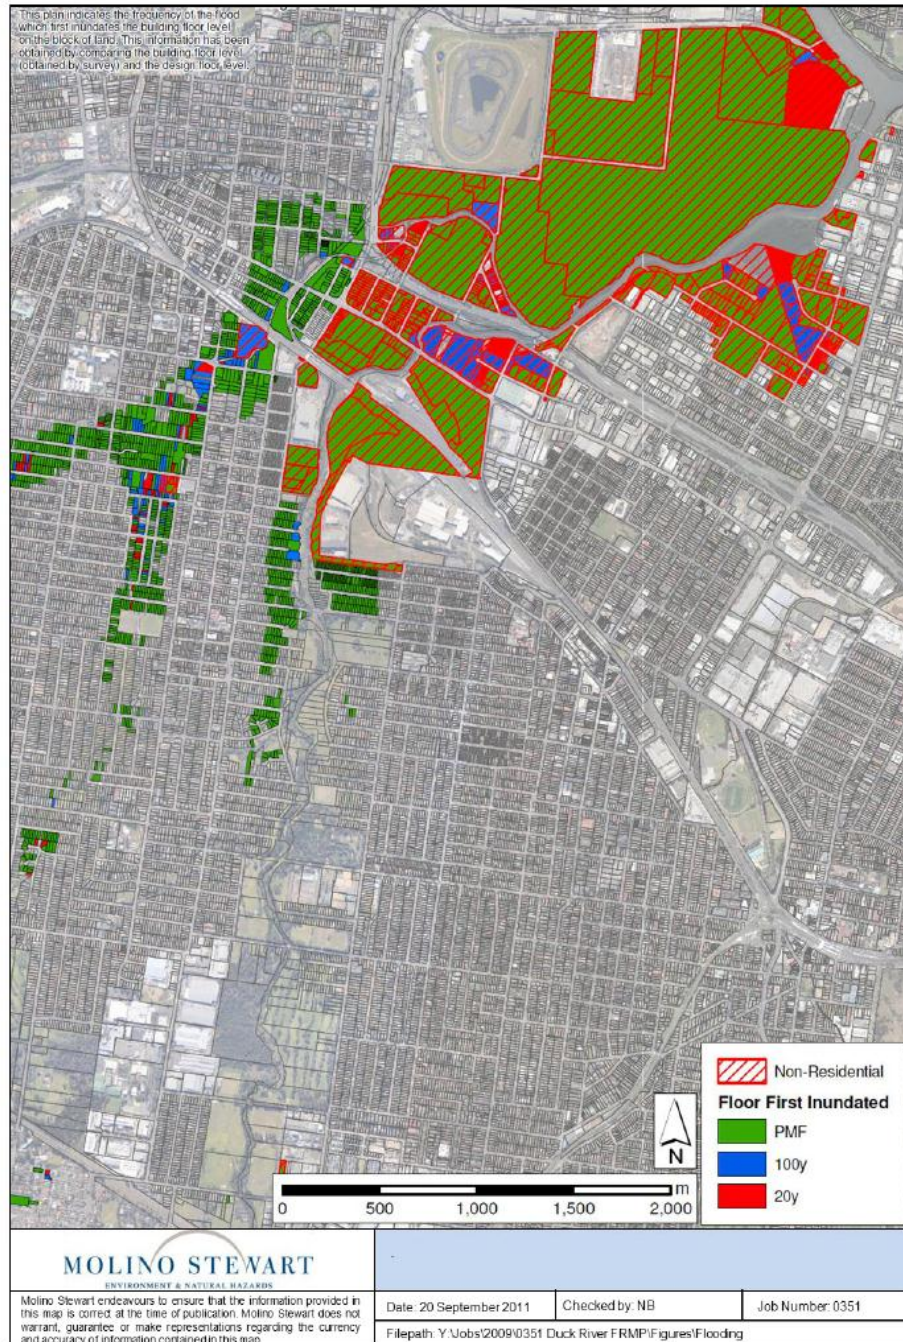 This plan indicates the frequency of the flood
which first inundates the building floor level
on the block of land. This information has been
obtained by comparing the building floor level
(obtained by survey) and the design floor level.
Non-Residential
Floor First Inundated
PMF
100y
20y
N
m
0 500 1,000 1,500 2,000
MOLINO STEWART
ENVIRONMENT & NATURAL HAZARDS
Molino Stewart endeavours to ensure that the information provided in
this map is correct at the time of publication. Molino Stewart does not
warrant, guarantee or make representations regarding the currency
and accuracy of information contained in this map.
Date: 20 September 2011
Checked by: NB
Job Number: 0351
Filepath: Y:\Jobs\2009\0351 Duck River FRMP\Figures\Flooding